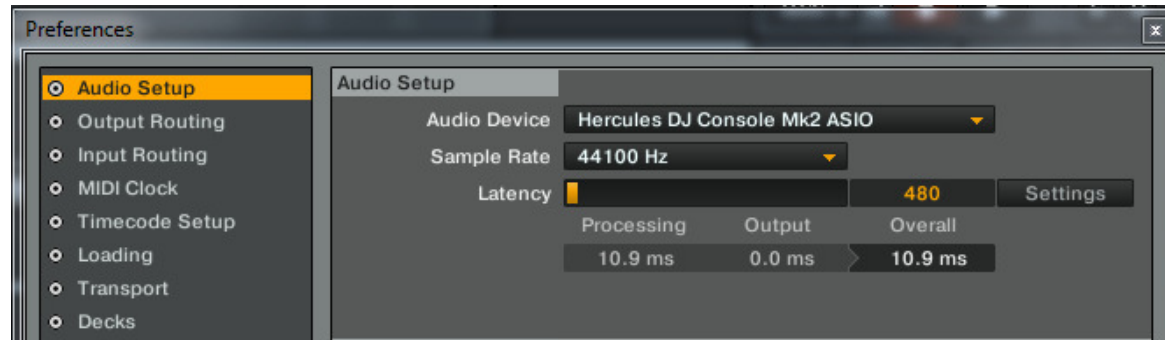 Preferences
Audio Setup
Output Routing
Input Routing
MIDI Clock
Timecode Setup
Loading
Transport
Decks
Audio Setup
Audio Device Hercules DJ Console Mk2 ASIO
Sample Rate 44100 Hz
Latency 480 Settings
Processing Output Overall
10.9 ms 0.0 ms 10.9 ms